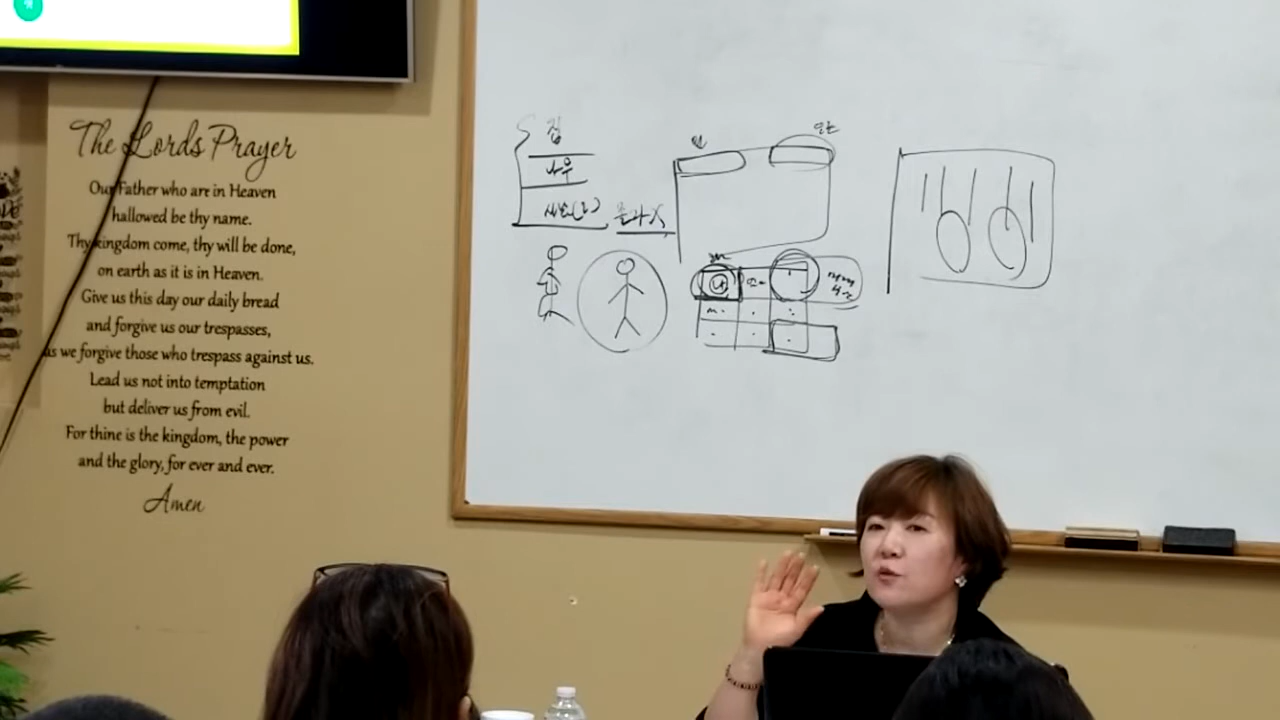 The Lords Prayer
Our Father who are in Heaven
hallowed be thy name.
Thy kingdom come, thy will be done,
on earth as it is in Heaven.
Give us this day our daily bread
and forgive us our trespasses,
as we forgive those who trespass against us.
Lead us not into temptation
but deliver us from evil.
For thine is the kingdom, the power
and the glory, for ever and ever.
Amen
집
나무